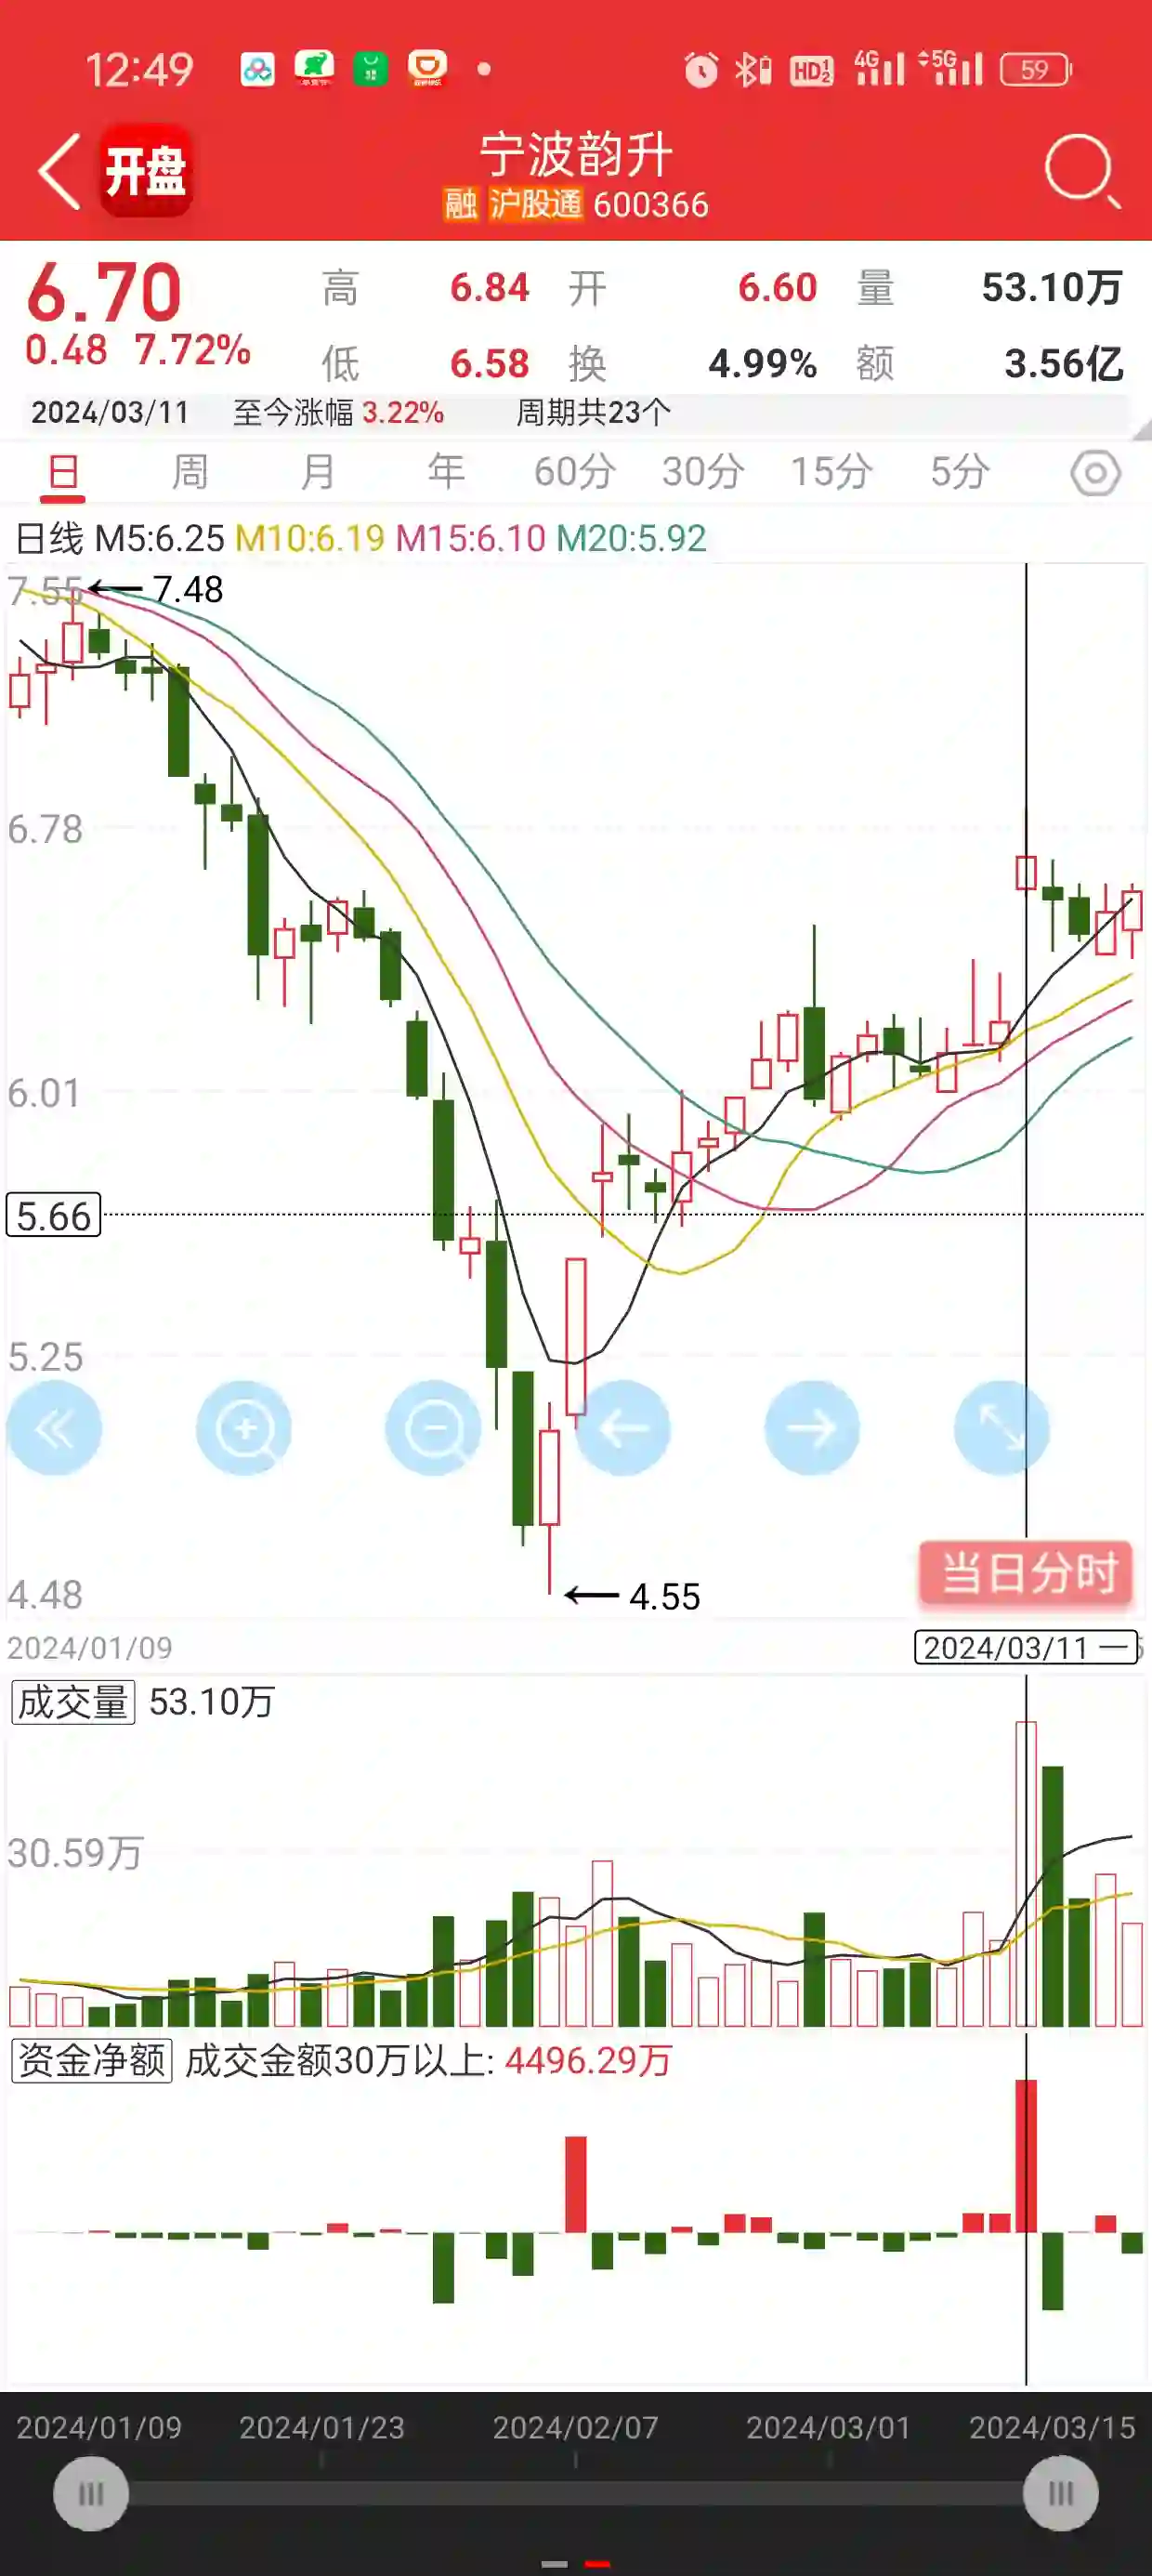 12:49 HD1 2 4G 5G 59
开盘 宁波韵升
融 沪股通 600366
6.70 高 6.84 开 6.60 量 53.10万
0.48 7.72% 低 6.58 换 4.99% 额 3.56亿
2024/03/11 至今涨幅 3.22% 周期共23个
日 周 月 年 60分 30分 15分 5分
日线 M5:6.25 M10:6.19 M15:6.10 M20:5.92
7.55 7.48
6.78
6.01
5.66
5.25
4.48 4.55 当日分时
2024/01/09 2024/03/11 一
成交量 53.10万
30.59万
资金净额 成交金额30万以上: 4496.29万
2024/01/09 2024/01/23 2024/02/07 2024/03/01 2024/03/15